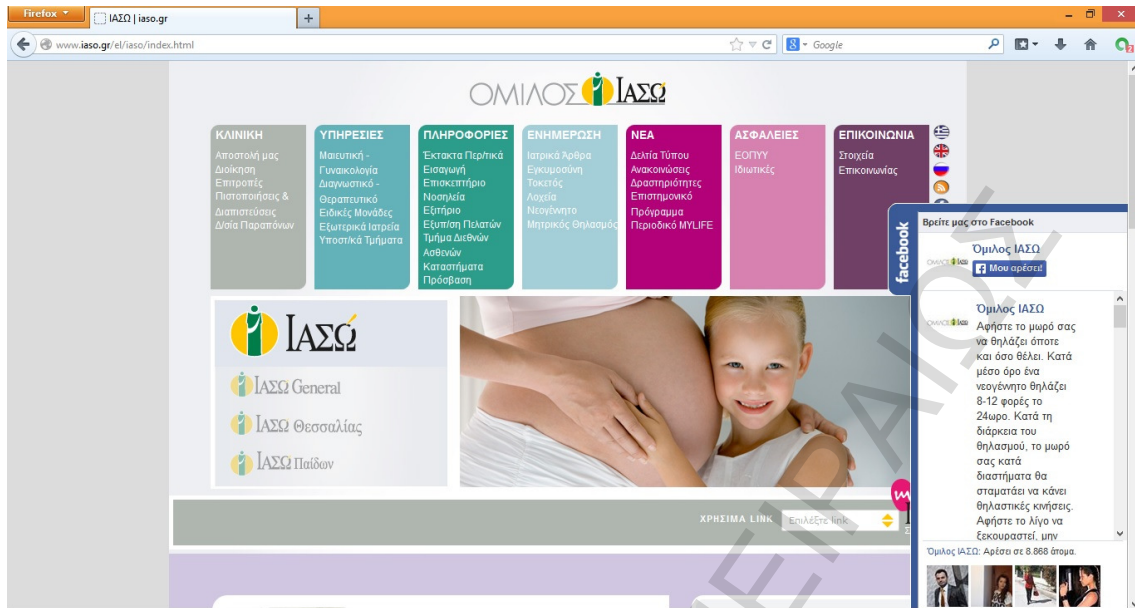 Firefox
ΙΑΣΩ | iaso.gr
www.iaso.gr/el/iaso/index.html
Google
ΟΜΙΛΟΣ ΙΑΣΩ
ΚΛΙΝΙΚΗ
Αποστολή μας
Διοίκηση
Επιτροπές
Πιστοποιήσεις &
Διαπιστεύσεις
Δ/σία Παραπόνων
ΥΠΗΡΕΣΙΕΣ
Μαιευτική -
Γυναικολογία
Διαγνωστικό -
Θεραπευτικό
Ειδικές Μονάδες
Εξωτερικά Ιατρεία
Υποστ/κά Τμήματα
ΠΛΗΡΟΦΟΡΙΕΣ
Έκτακτα Περ/τικά
Εισαγωγή
Επισκεπτήριο
Νοσηλεία
Εξιτήριο
Εξυπ/ση Πελατών
Τμήμα Διεθνών
Ασθενών
Καταστήματα
Πρόσβαση
ΕΝΗΜΕΡΩΣΗ
Ιατρικά Άρθρα
Εγκυμοσύνη
Τοκετός
Λοχεία
Νεογέννητο
Μητρικός Θηλασμός
ΝΕΑ
Δελτία Τύπου
Ανακοινώσεις
Δραστηριότητες
Επιστημονικό
Πρόγραμμα
Περιοδικό MYLIFE
ΑΣΦΑΛΕΙΕΣ
ΕΟΠΥΥ
Ιδιωτικές
ΕΠΙΚΟΙΝΩΝΙΑ
Στοιχεία
Επικοινωνίας
ΙΑΣΩ
ΙΑΣΩ General
ΙΑΣΩ Θεσσαλίας
ΙΑΣΩ Παίδων
ΧΡΗΣΙΜΑ LINK
Επιλέξτε link
facebook
Βρείτε μας στο Facebook
Όμιλος ΙΑΣΩ
Μου αρέσει!
Όμιλος ΙΑΣΩ
Αφήστε το μωρό σας
να θηλάζει όποτε
και όσο θέλει. Κατά
μέσο όρο ένα
νεογέννητο θηλάζει
8-12 φορές το
24ωρο. Κατά τη
διάρκεια του
θηλασμού, το μωρό
σας κατά
διαστήματα θα
σταματάει να κάνει
θηλαστικές κινήσεις.
Αφήστε το λίγο να
ξεκουραστεί, μην
Όμιλος ΙΑΣΩ: Αρέσει σε 8.868 άτομα.